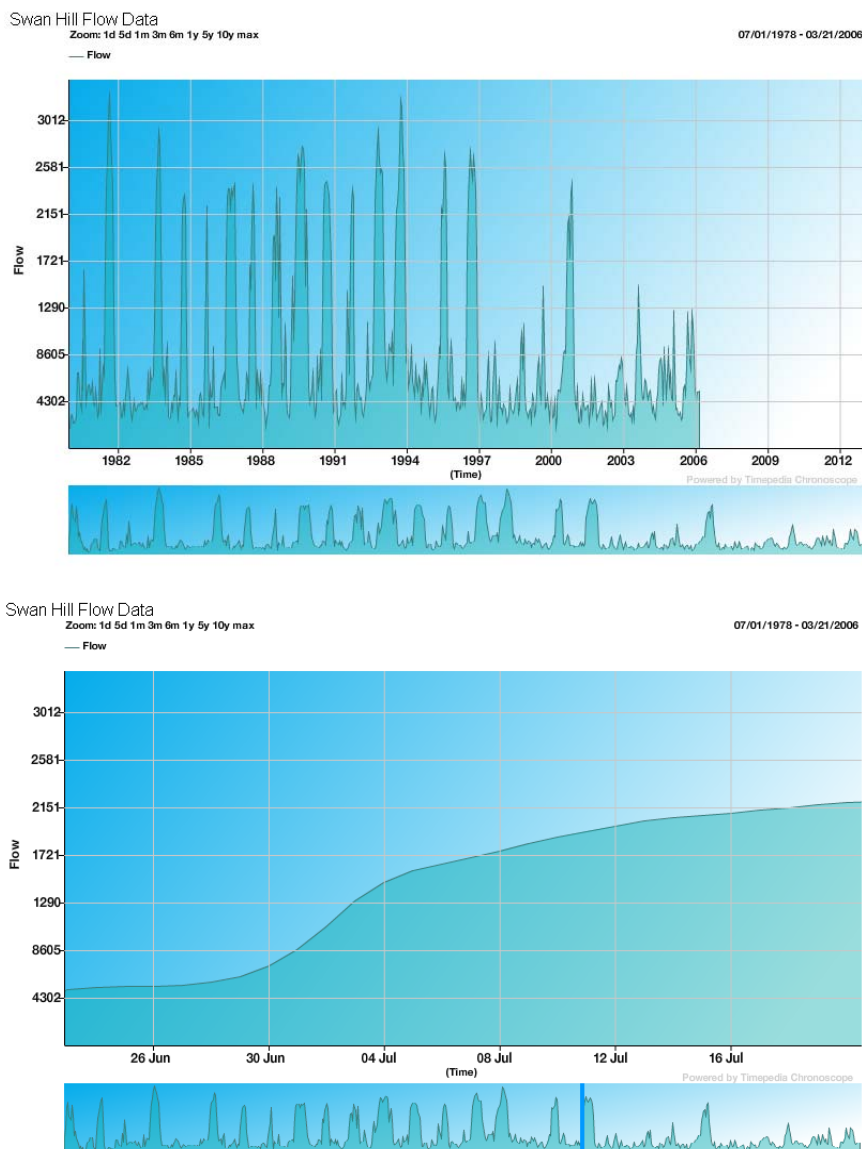 Swan Hill Flow Data
Zoom: 1d 5d 1m 3m 6m 1y 5y 10y max 07/01/1978 - 03/21/2006
Flow
3012
2581
2151
1721
1290
8605
4302
Flow
1982 1985 1988 1991 1994 1997 2000 2003 2006 2009 2012
(Time)
Powered by Timepedia Chronoscope
Swan Hill Flow Data
Zoom: 1d 5d 1m 3m 6m 1y 5y 10y max 07/01/1978 - 03/21/2006
Flow
3012
2581
2151
1721
1290
8605
4302
Flow
26 Jun 30 Jun 04 Jul 08 Jul 12 Jul 16 Jul
(Time)
Powered by Timepedia Chronoscope